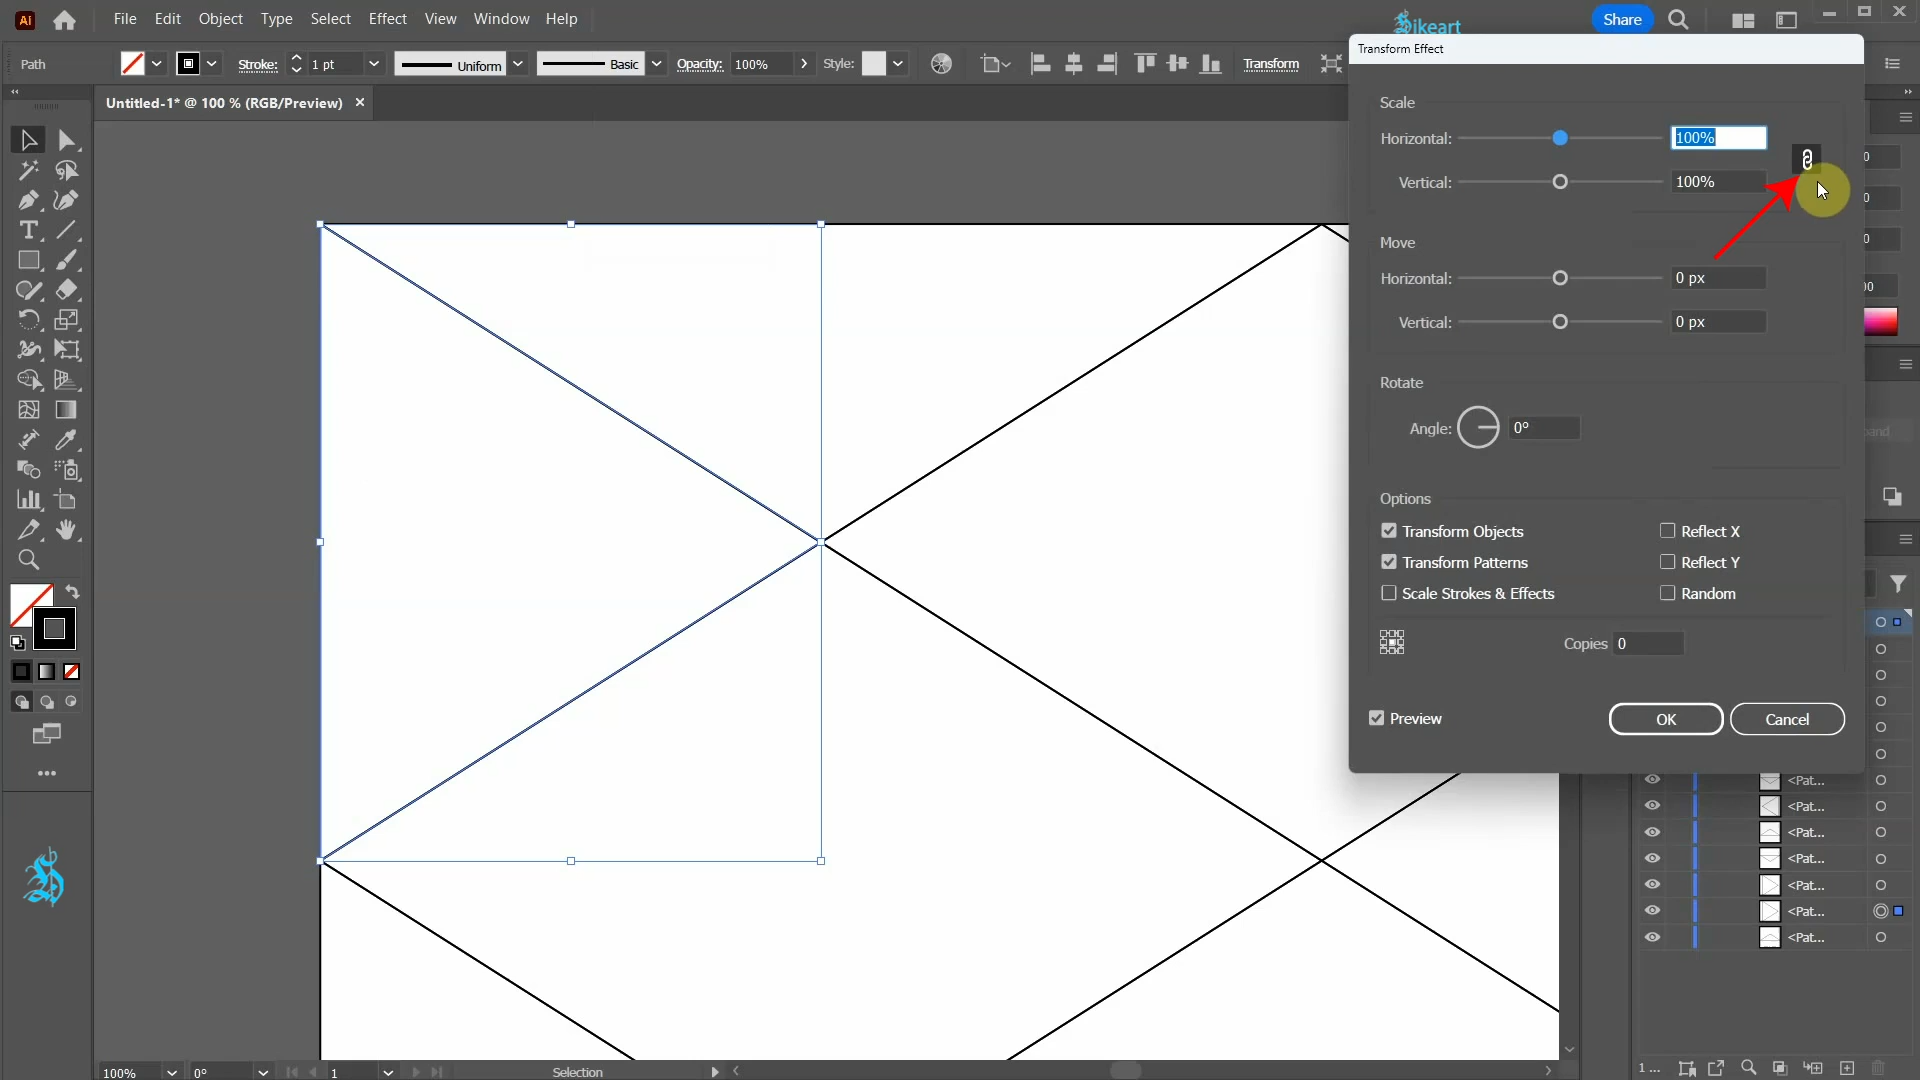 Ai File Edit Object Type Select Effect View Window Help
Sikeart
Share
Path Stroke: 1 pt Uniform Basic Opacity: 100% Style: Transform
Transform Effect
Untitled-1* @ 100 % (RGB/Preview)
Scale
Horizontal: 100%
Vertical: 100%
Move
Horizontal: 0 px
Vertical: 0 px
Rotate
Angle: 0°
Options
Transform Objects Reflect X
Transform Patterns Reflect Y
Scale Strokes & Effects Random
Copies 0
Preview OK Cancel
<Pat...
<Pat...
<Pat...
<Pat...
<Pat...
<Pat...
<Pat...
100% 0° 1 Selection 1 ...